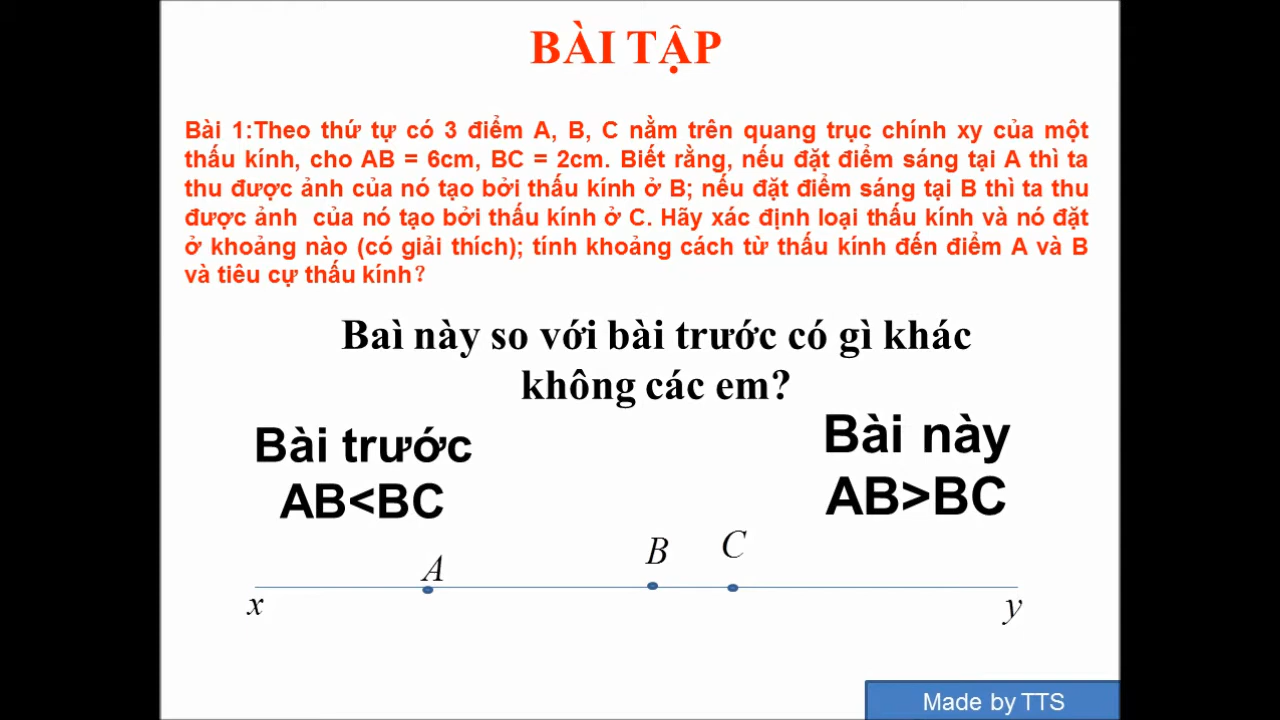 BÀI TẬP
Bài 1:Theo thứ tự có 3 điểm A, B, C nằm trên quang trục chính xy của một
thấu kính, cho AB = 6cm, BC = 2cm. Biết rằng, nếu đặt điểm sáng tại A thì ta
thu được ảnh của nó tạo bởi thấu kính ở B; nếu đặt điểm sáng tại B thì ta thu
được ảnh của nó tạo bởi thấu kính ở C. Hãy xác định loại thấu kính và nó đặt
ở khoảng nào (có giải thích); tính khoảng cách từ thấu kính đến điểm A và B
và tiêu cự thấu kính?
Baì này so với bài trước có gì khác
không các em?
Bài trước
AB<BC
Bài này
AB>BC
A
B
C
x
y
Made by TTS